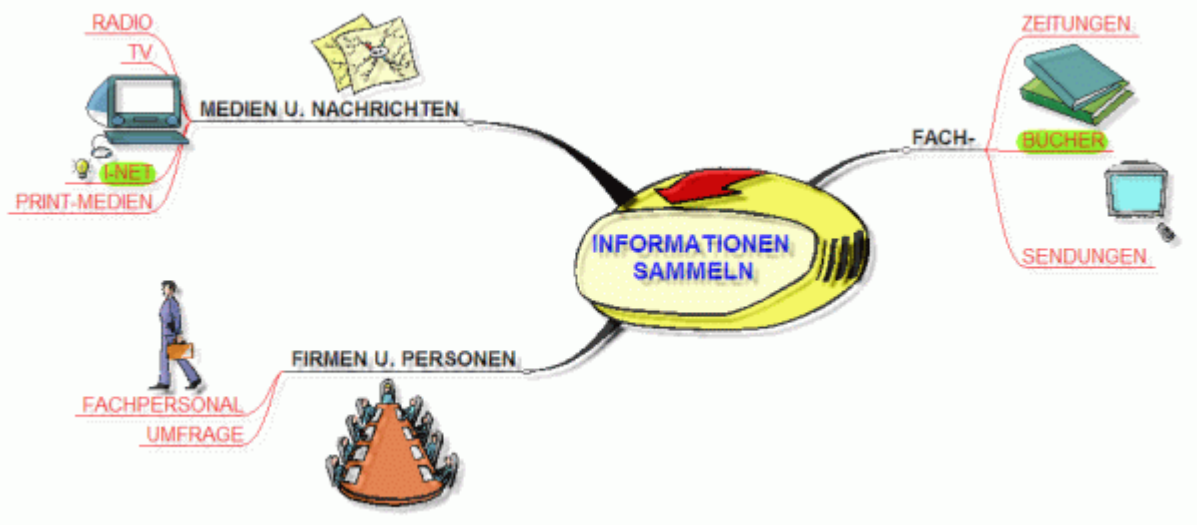 INFORMATIONEN
SAMMELN
MEDIEN U. NACHRICHTEN
RADIO
TV
I-NET
PRINT-MEDIEN
FACH-
ZEITUNGEN
BÜCHER
SENDUNGEN
FIRMEN U. PERSONEN
FACHPERSONAL
UMFRAGE